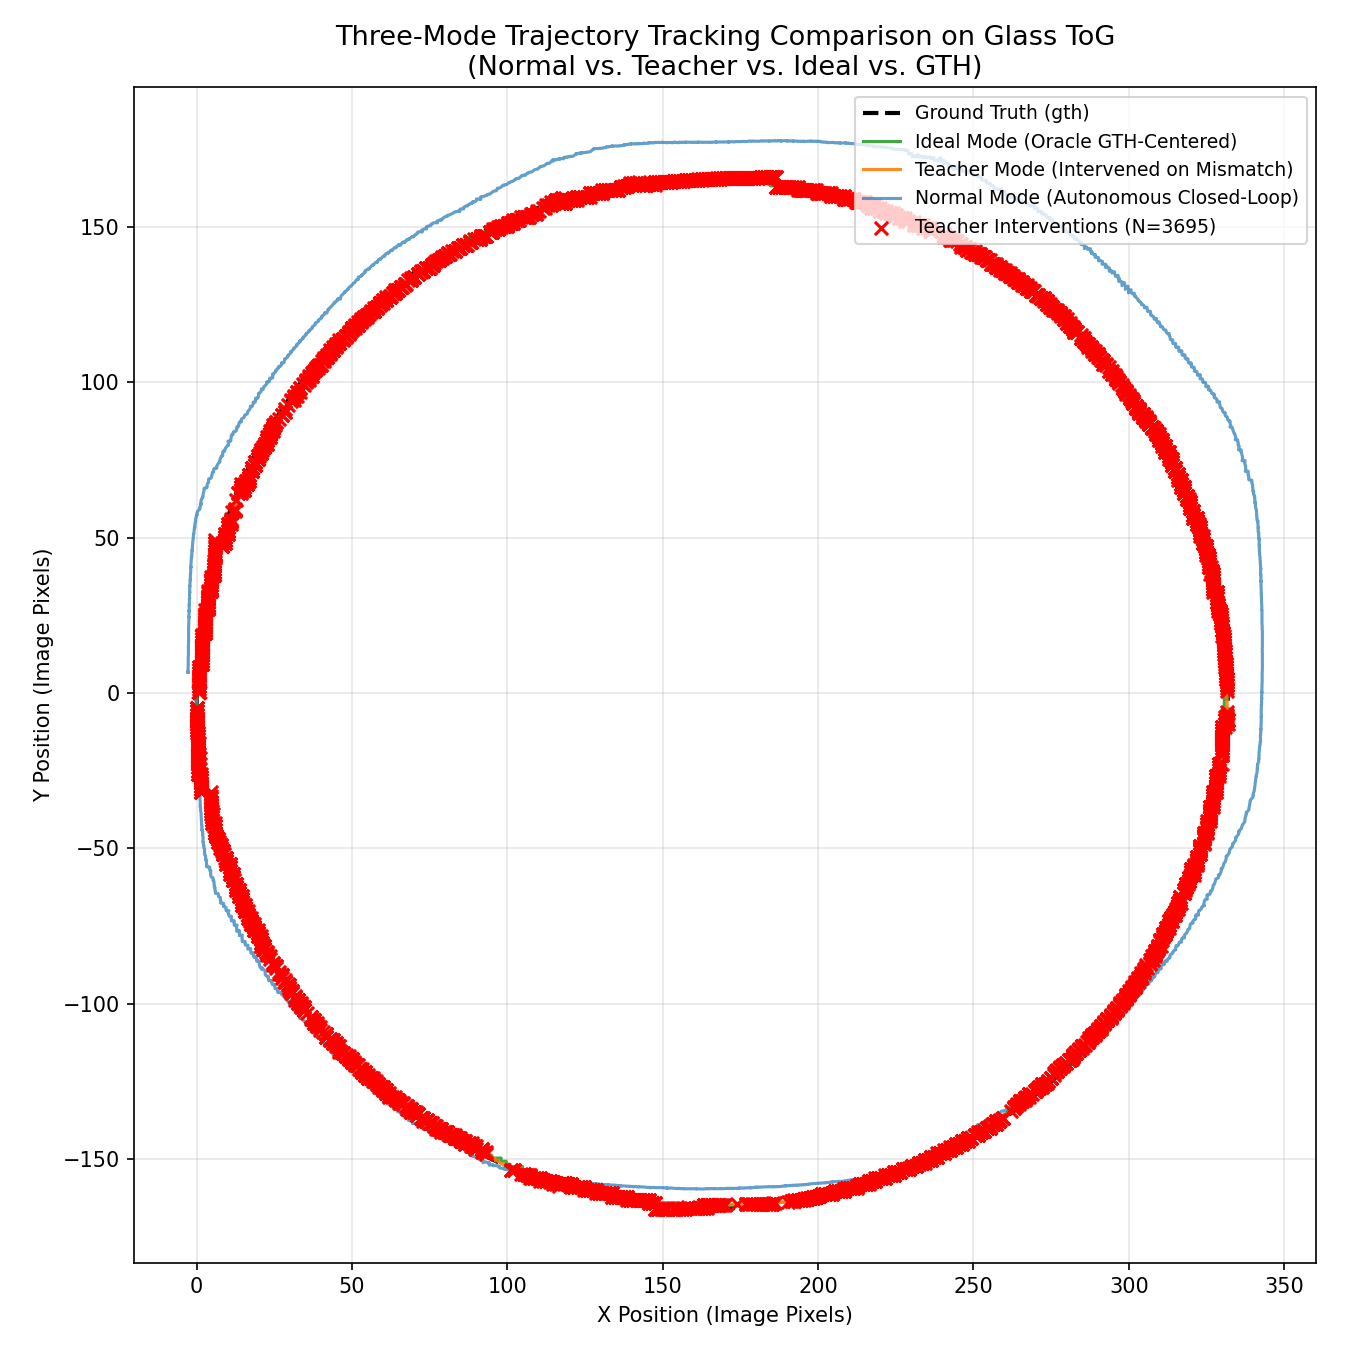 Three-Mode Trajectory Tracking Comparison on Glass ToG
(Normal vs. Teacher vs. Ideal vs. GTH)
Ground Truth (gth)
Ideal Mode (Oracle GTH-Centered)
Teacher Mode (Intervened on Mismatch)
Normal Mode (Autonomous Closed-Loop)
Teacher Interventions (N=3695)
Y Position (Image Pixels)
150
100
50
0
−50
−100
−150
0
50
100
150
200
250
300
350
X Position (Image Pixels)